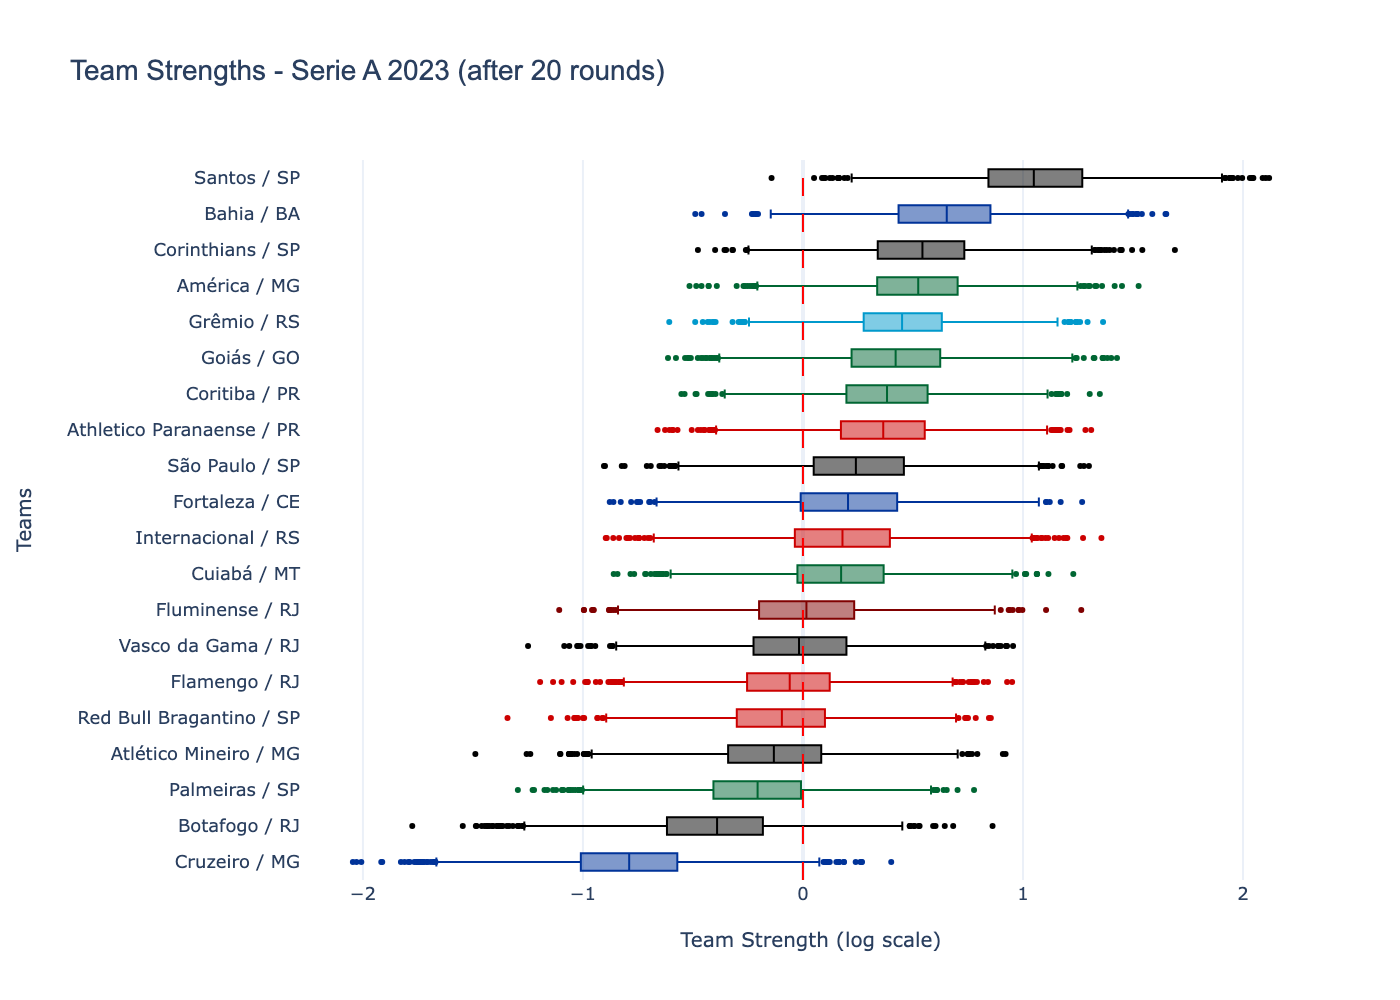 Team Strengths - Serie A 2023 (after 20 rounds)
Santos / SP
Bahia / BA
Corinthians / SP
América / MG
Grêmio / RS
Goiás / GO
Coritiba / PR
Athletico Paranaense / PR
São Paulo / SP
Fortaleza / CE
Internacional / RS
Cuiabá / MT
Fluminense / RJ
Vasco da Gama / RJ
Flamengo / RJ
Red Bull Bragantino / SP
Atlético Mineiro / MG
Palmeiras / SP
Botafogo / RJ
Cruzeiro / MG
Teams
−2 −1 0 1 2
Team Strength (log scale)